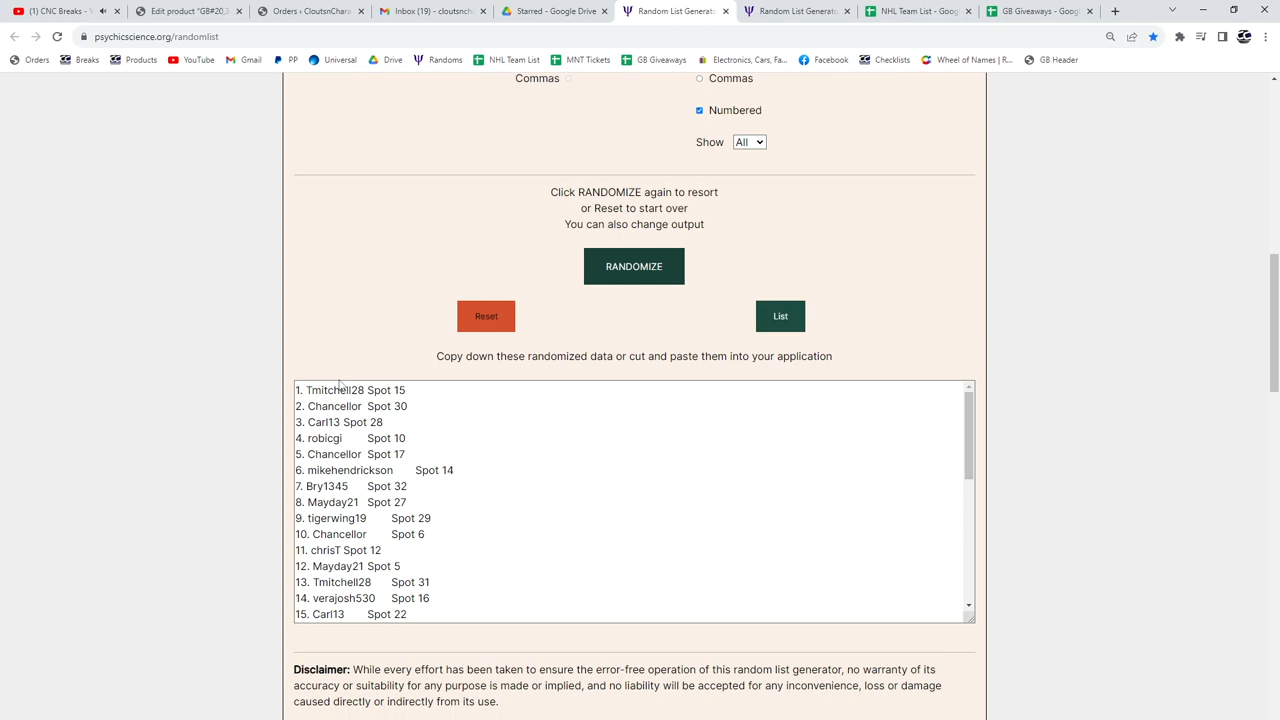 CNC Breaks - Y
Edit product "GB#20,3
Orders ‹ CloutsnChara
Inbox (19) - cloutsnch
Starred - Google Drive
Random List Generato
Random List Generato
NHL Team List - Goog
GB Giveaways - Goog
psychicscience.org/randomlist
Orders Breaks Products YouTube Gmail PP Universal Drive Randoms NHL Team List MNT Tickets GB Giveaways Electronics, Cars, Fa... Facebook Checklists Wheel of Names | R... GB Header
Commas Commas
Numbered
Show All
Click RANDOMIZE again to resort
or Reset to start over
You can also change output
RANDOMIZE
Reset List
Copy down these randomized data or cut and paste them into your application
1. Tmitchell28 Spot 15
2. Chancellor Spot 30
3. Carl13 Spot 28
4. robicgi Spot 10
5. Chancellor Spot 17
6. mikehendrickson Spot 14
7. Bry1345 Spot 32
8. Mayday21 Spot 27
9. tigerwing19 Spot 29
10. Chancellor Spot 6
11. chrisT Spot 12
12. Mayday21 Spot 5
13. Tmitchell28 Spot 31
14. verajosh530 Spot 16
15. Carl13 Spot 22
Disclaimer: While every effort has been taken to ensure the error-free operation of this random list generator, no warranty of its
accuracy or suitability for any purpose is made or implied, and no liability will be accepted for any inconvenience, loss or damage
caused directly or indirectly from its use.